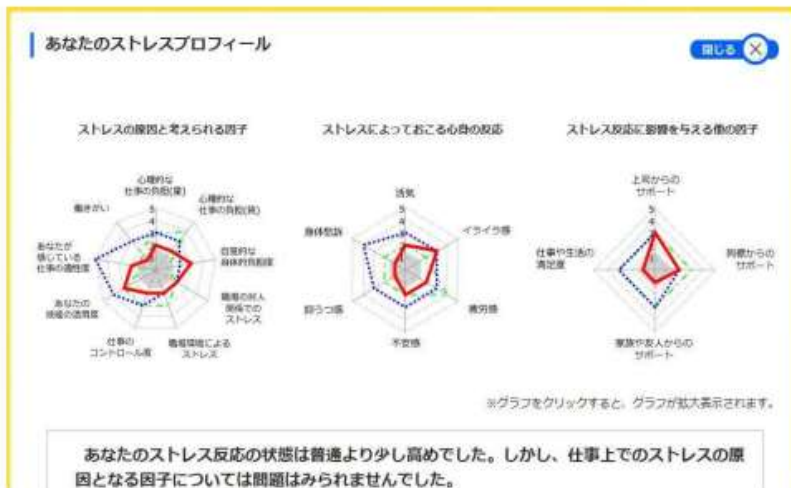 あなたのストレスプロフィール
閉じる
ストレスの原因と考えられる因子
ストレスによっておこる心身の反応
ストレス反応に影響を与える他の因子
心理的な
仕事の負担(量)
心理的な
仕事の負担(質)
自覚的な
身体的負担度
職場の対人
関係での
ストレス
職場環境による
ストレス
仕事の
コントロール度
あなたの
技能の活用度
あなたが
感じている
仕事の適性度
働きがい
5
4
活気
5
4
イライラ感
疲労感
不安感
抑うつ感
身体愁訴
上司からの
サポート
5
4
3
同僚からの
サポート
家族や友人からの
サポート
仕事や生活の
満足度
※グラフをクリックすると、グラフが拡大表示されます。
あなたのストレス反応の状態は普通より少し高めでした。しかし、仕事上でのストレスの原
因となる因子については問題はみられませんでした。